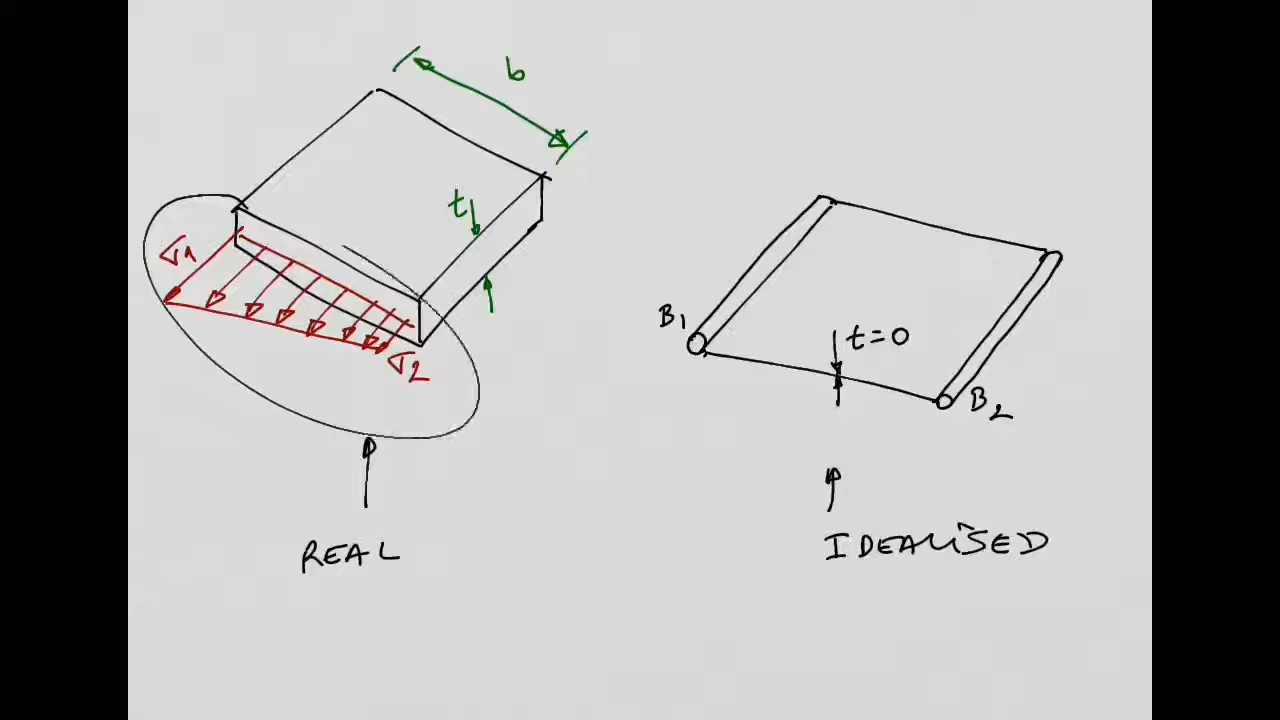 b
t
σ1
σ2
B1
t=0
B2
REAL
IDEALISED